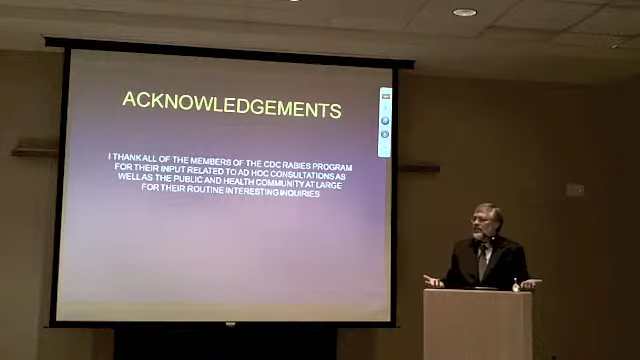 ACKNOWLEDGEMENTS
I THANK ALL OF THE MEMBERS OF THE CDC RABIES PROGRAM
FOR THEIR INPUT RELATED TO AD HOC CONSULTATIONS AS
WELL AS THE PUBLIC AND HEALTH COMMUNITY AT LARGE
FOR THEIR ROUTINE INTERESTING INQUIRIES